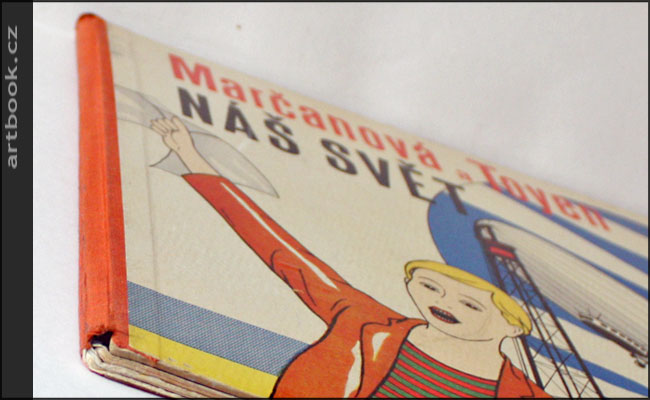 artbook.cz
Marčanová a Toyen
NÁŠ SVĚT